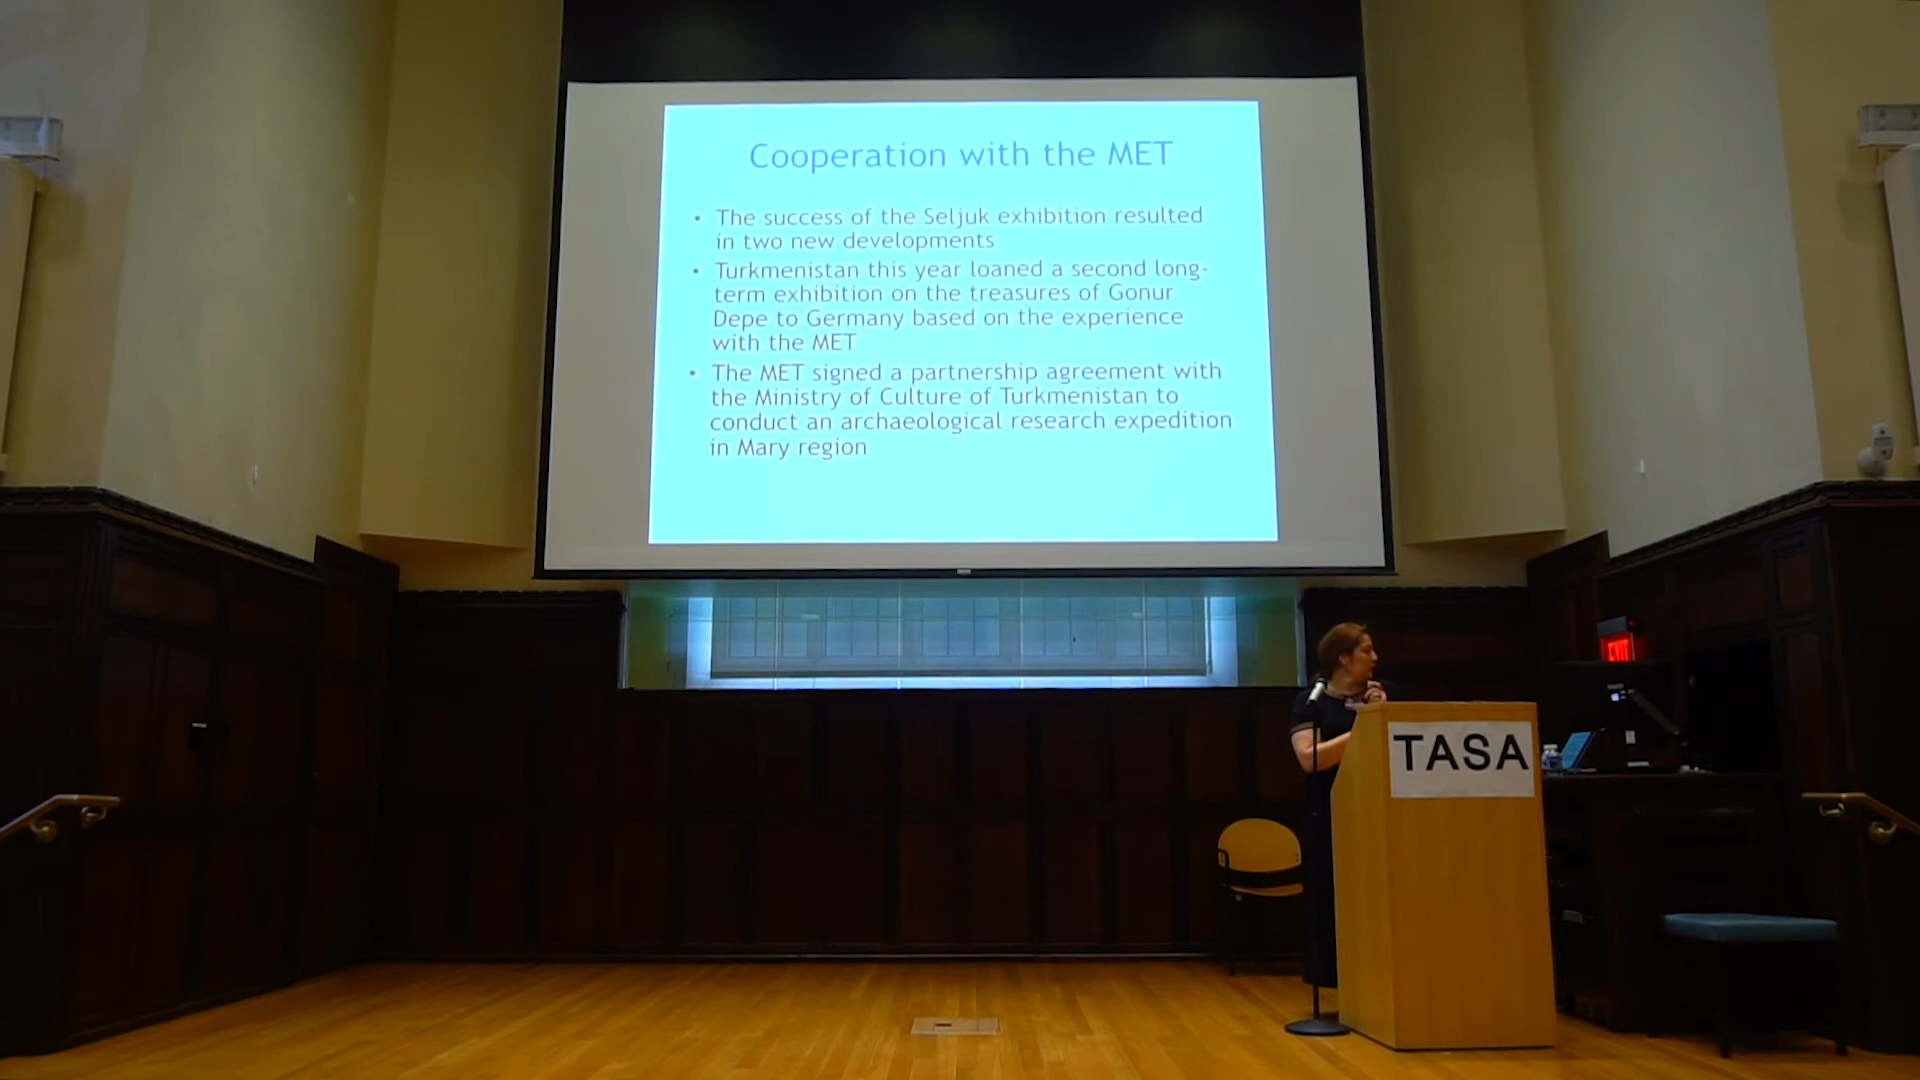 Cooperation with the MET
• The success of the Seljuk exhibition resulted
in two new developments
• Turkmenistan this year loaned a second long-
term exhibition on the treasures of Gonur
Depe to Germany based on the experience
with the MET
• The MET signed a partnership agreement with
the Ministry of Culture of Turkmenistan to
conduct an archaeological research expedition
in Mary region
EXIT
TASA